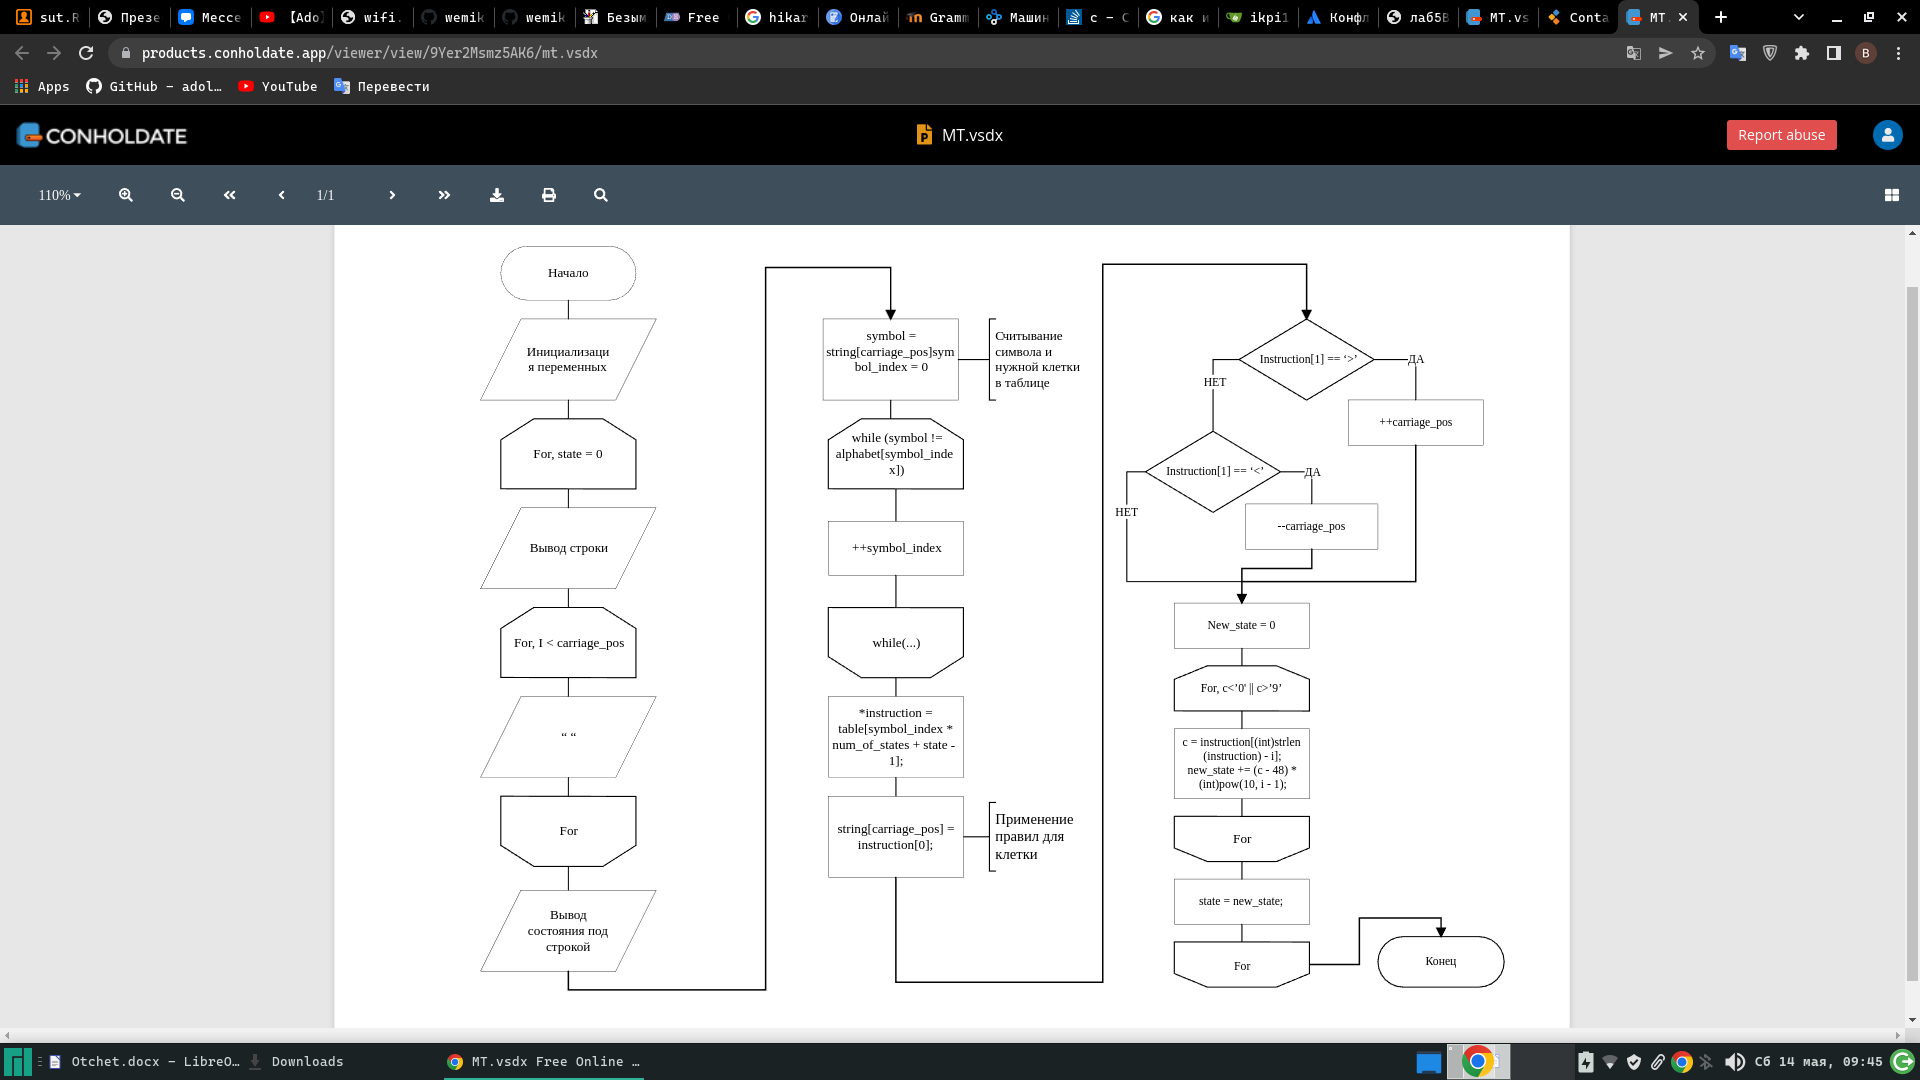 sut.R
Презе
Мессе
【Ado】
wifi.
wemik
wemik
Безым
Free
hikar
Онлай
Gramm
Машин
c - C
как и
ikpi1
Конфл
лаб5В
MT.vs
Conta
MT.
products.conholdate.app/viewer/view/9Yer2Msmz5AK6/mt.vsdx
B
Apps
GitHub - adol…
YouTube
Перевести
CONHOLDATE
MT.vsdx
Report abuse
110%
1/1
Начало
Инициализаци
я переменных
For, state = 0
Вывод строки
For, I < carriage_pos
“ “
For
Вывод
состояния под
строкой
symbol =
string[carriage_pos]sym
bol_index = 0
Считывание
символа и
нужной клетки
в таблице
while (symbol !=
alphabet[symbol_inde
x])
++symbol_index
while(...)
*instruction =
table[symbol_index *
num_of_states + state -
1];
string[carriage_pos] =
instruction[0];
Применение
правил для
клетки
Instruction[1] == ‘>’
ДА
НЕТ
++carriage_pos
Instruction[1] == ‘<’
ДА
НЕТ
--carriage_pos
New_state = 0
For, c<’0' || c>’9’
c = instruction[(int)strlen
(instruction) - i];
new_state += (c - 48) *
(int)pow(10, i - 1);
For
state = new_state;
For
Конец
Otchet.docx - LibreO…
Downloads
MT.vsdx Free Online …
Сб 14 мая, 09:45